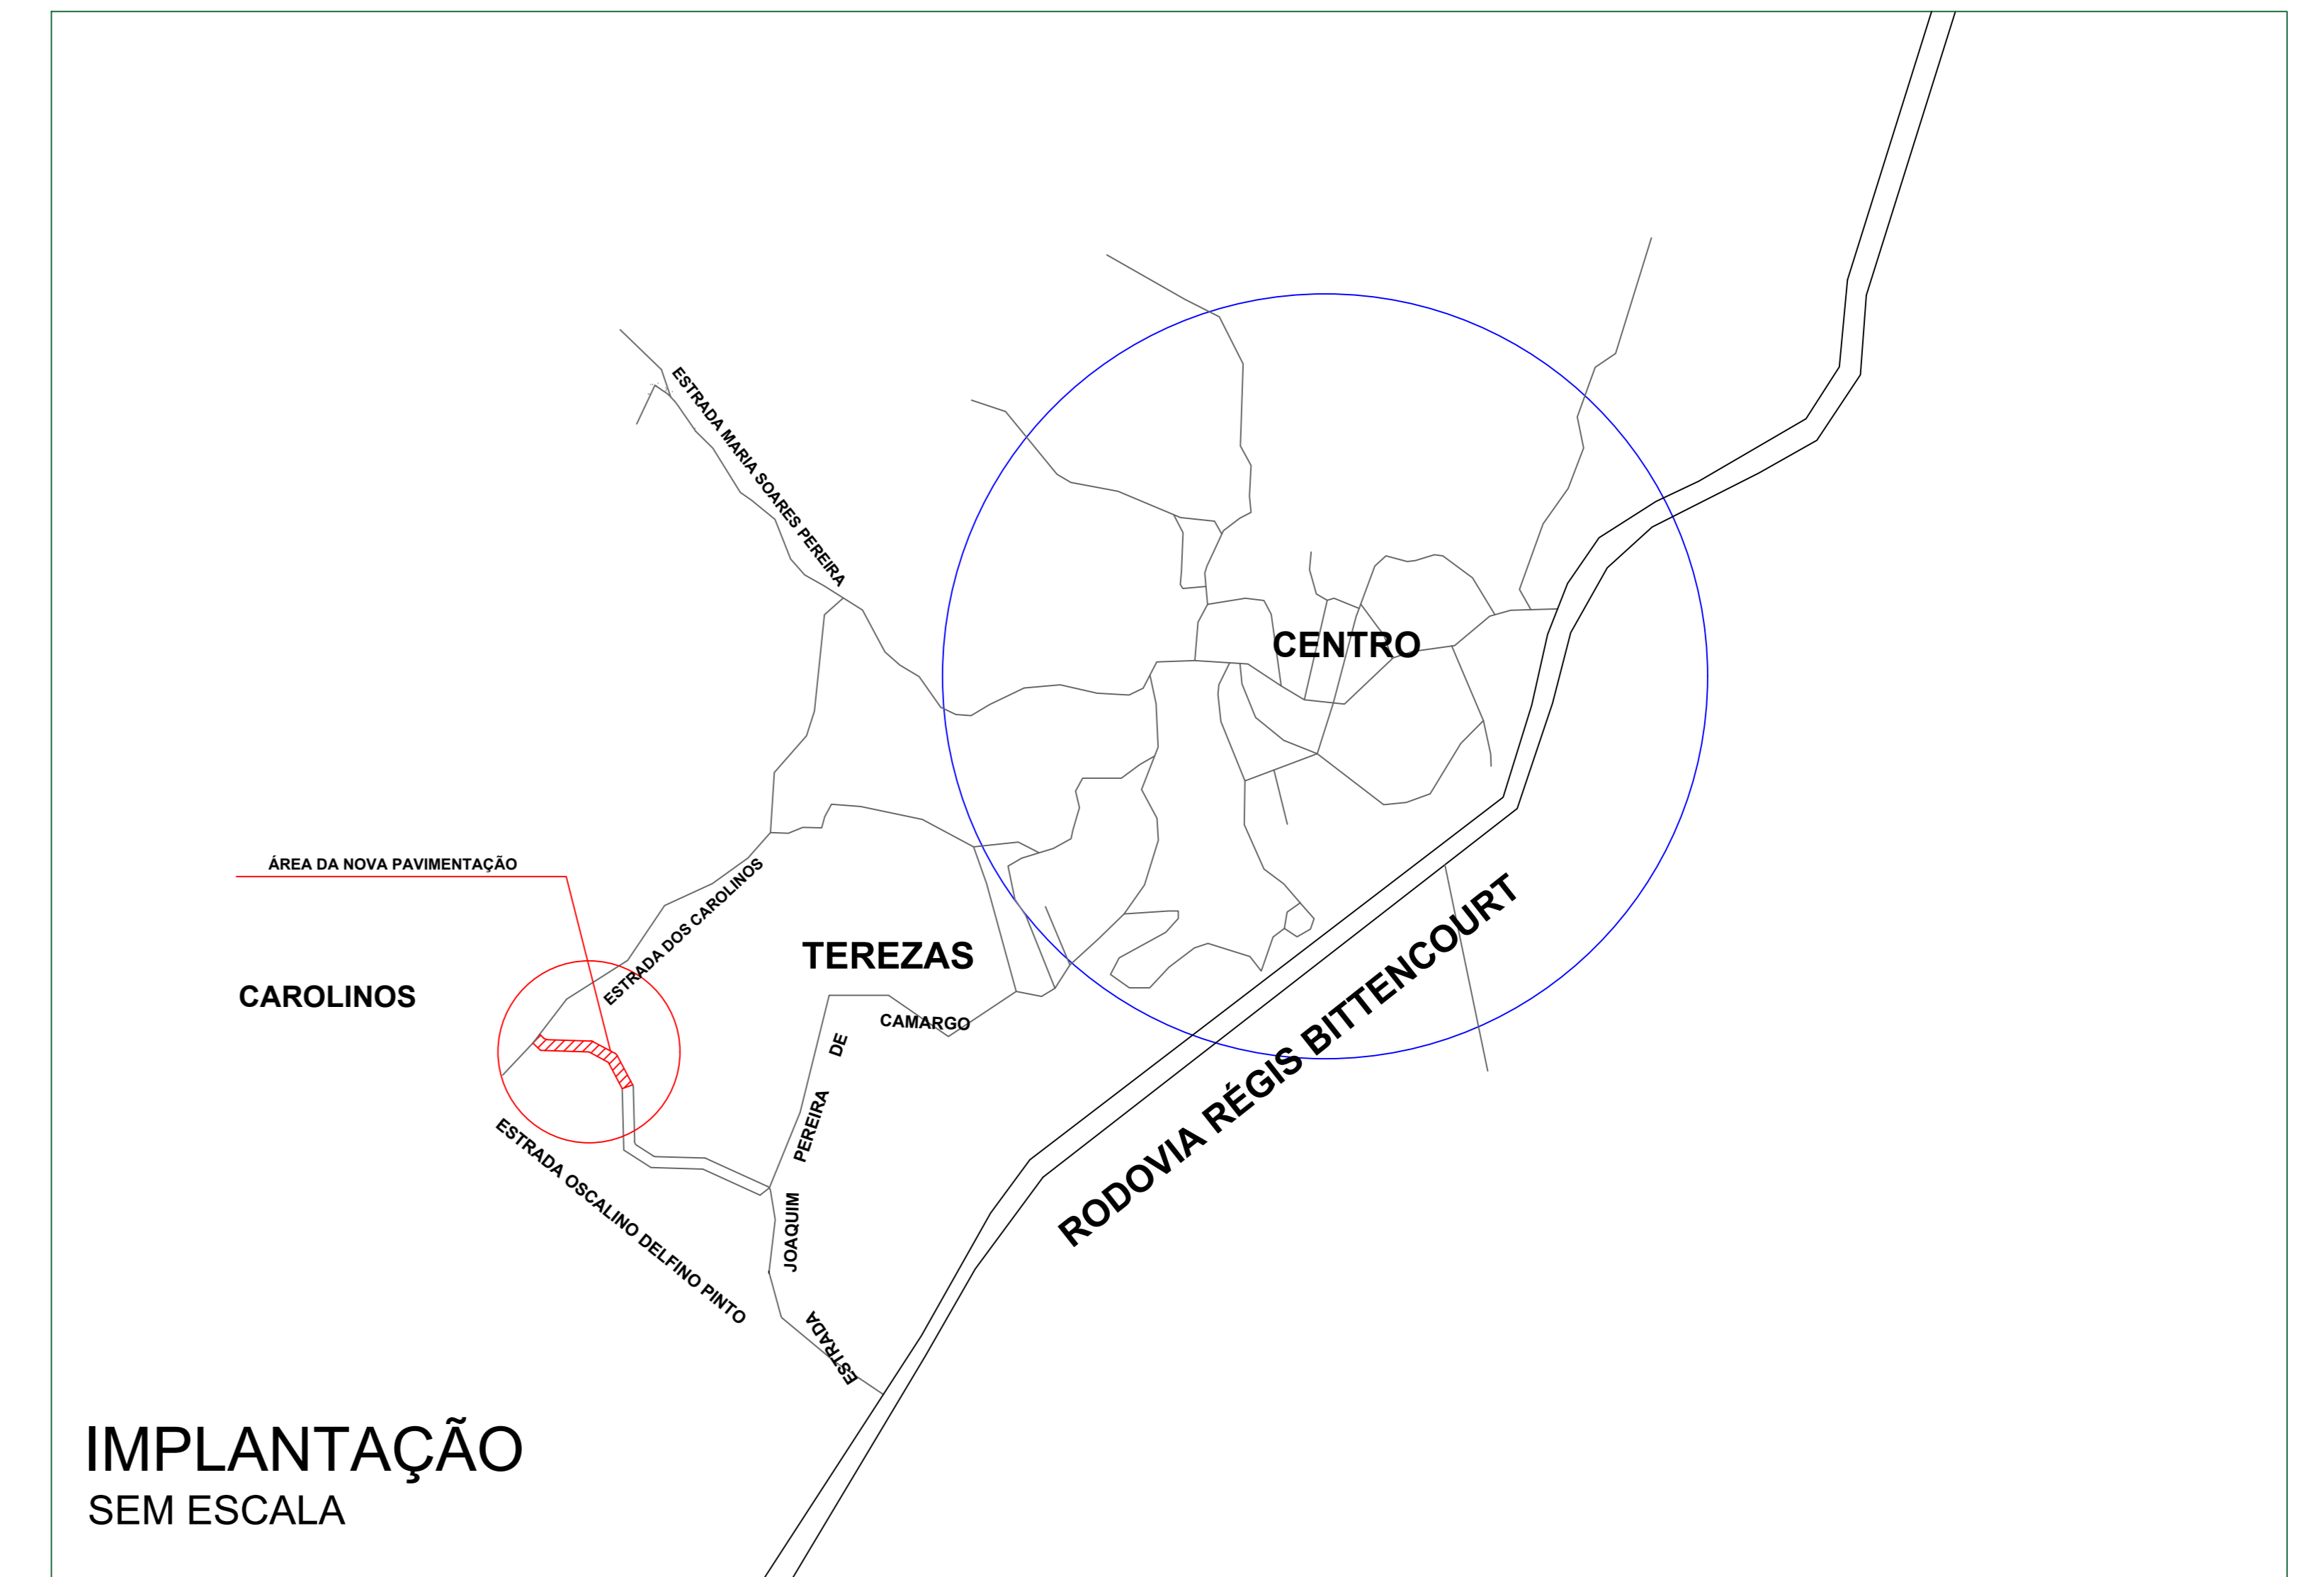 ESTRADA MARIA SOARES PEREIRA
CENTRO
ÁREA DA NOVA PAVIMENTAÇÃO
ESTRADA DOS CAROLINOS
TEREZAS
CAROLINOS
ESTRADA JOAQUIM PEREIRA DE CAMARGO
RODOVIA RÉGIS BITTENCOURT
ESTRADA OSCALINO DELFINO PINTO
IMPLANTAÇÃO
SEM ESCALA